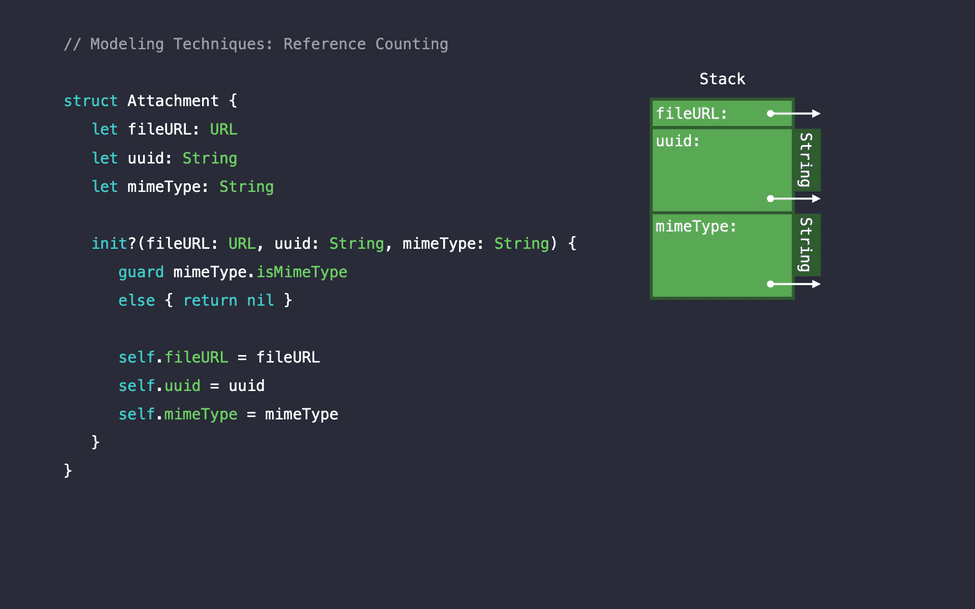 // Modeling Techniques: Reference Counting
struct Attachment {
let fileURL: URL
let uuid: String
let mimeType: String
init?(fileURL: URL, uuid: String, mimeType: String) {
guard mimeType.isMimeType
else { return nil }
self.fileURL = fileURL
self.uuid = uuid
self.mimeType = mimeType
}
}
Stack
fileURL:
uuid:
String
mimeType:
String